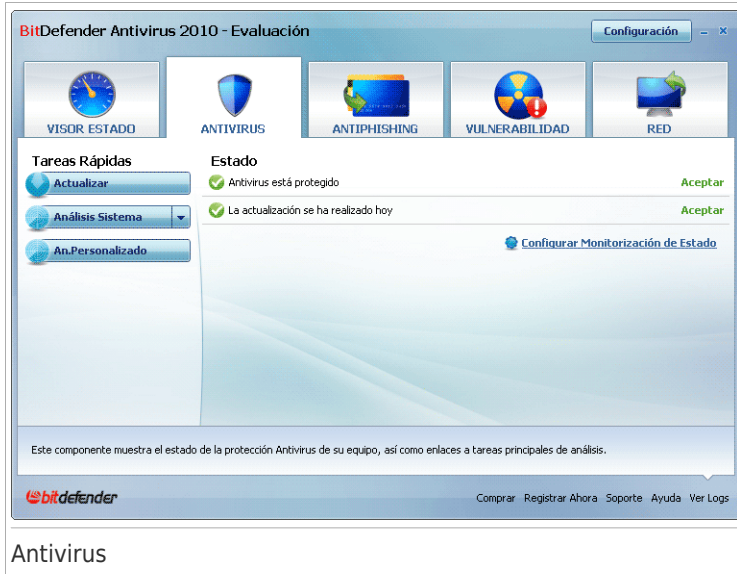 BitDefender Antivirus 2010 - Evaluación
Configuración
VISOR ESTADO
ANTIVIRUS
ANTIPHISHING
VULNERABILIDAD
RED
Tareas Rápidas
Actualizar
Análisis Sistema
An.Personalizado
Estado
Antivirus está protegido Aceptar
La actualización se ha realizado hoy Aceptar
Configurar Monitorización de Estado
Este componente muestra el estado de la protección Antivirus de su equipo, así como enlaces a tareas principales de análisis.
bitdefender
Comprar Registrar Ahora Soporte Ayuda Ver Logs
Antivirus